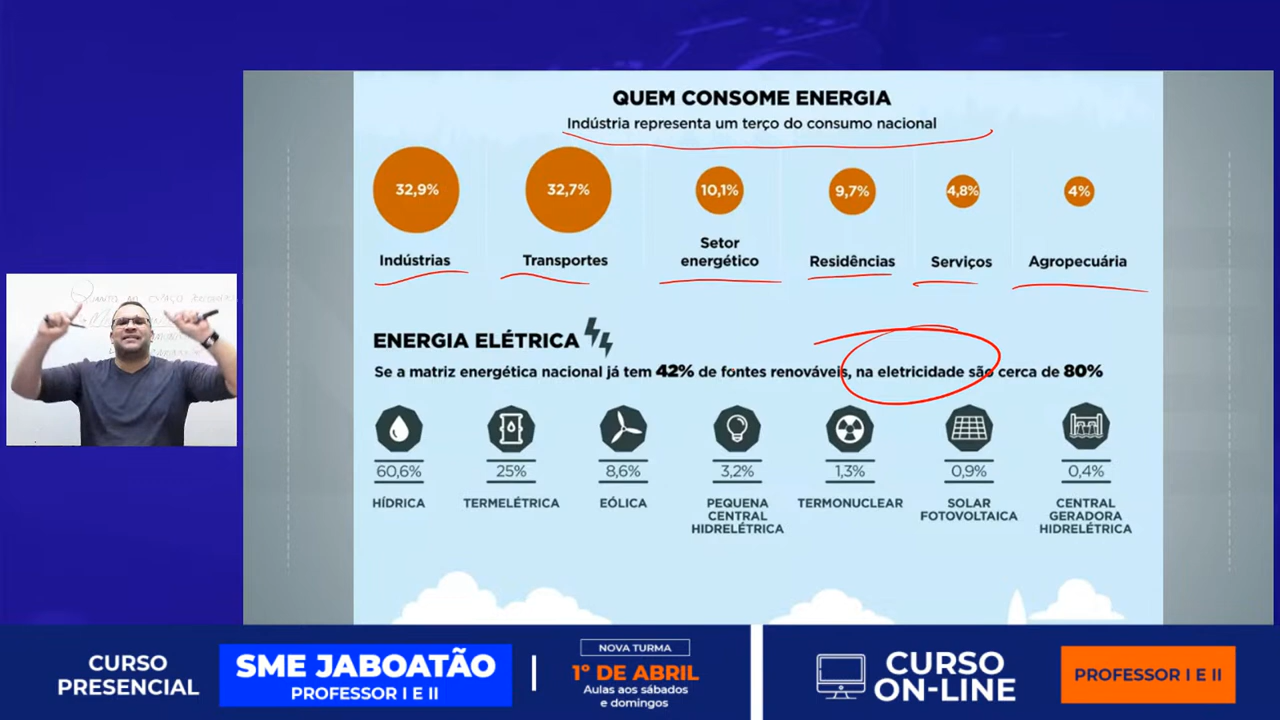 QUEM CONSOME ENERGIA
Indústria representa um terço do consumo nacional
32,9%
32,7%
10,1%
9,7%
4,8%
4%
Indústrias
Transportes
Setor
energético
Residências
Serviços
Agropecuária
ENERGIA ELÉTRICA
Se a matriz energética nacional já tem 42% de fontes renováveis, na eletricidade são cerca de 80%
60,6%
25%
8,6%
3,2%
1,3%
0,9%
0,4%
HÍDRICA
TERMELÉTRICA
EÓLICA
PEQUENA
CENTRAL
HIDRELÉTRICA
TERMONUCLEAR
SOLAR
FOTOVOLTAICA
CENTRAL
GERADORA
HIDRELÉTRICA
CURSO
PRESENCIAL
SME JABOATÃO
PROFESSOR I E II
NOVA TURMA
1º DE ABRIL
Aulas aos sábados
e domingos
CURSO
ON-LINE
PROFESSOR I E II